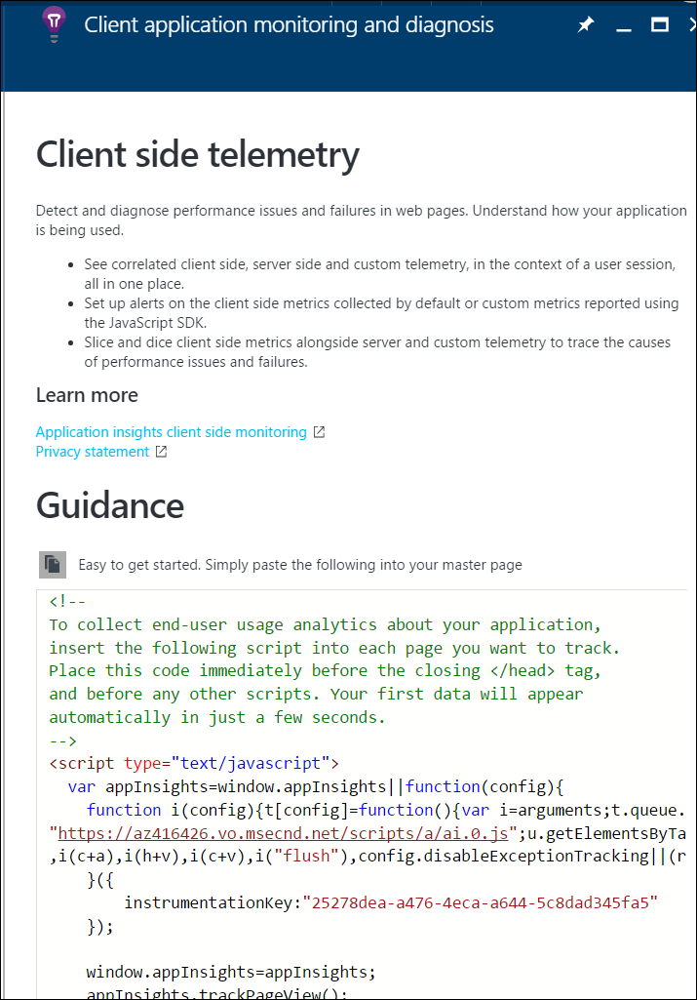 Client application monitoring and diagnosis
Client side telemetry
Detect and diagnose performance issues and failures in web pages. Understand how your application
is being used.
See correlated client side, server side and custom telemetry, in the context of a user session,
all in one place.
Set up alerts on the client side metrics collected by default or custom metrics reported using
the JavaScript SDK.
Slice and dice client side metrics alongside server and custom telemetry to trace the causes
of performance issues and failures.
Learn more
Application insights client side monitoring
Privacy statement
Guidance
Easy to get started. Simply paste the following into your master page
<!--
To collect end-user usage analytics about your application,
insert the following script into each page you want to track.
Place this code immediately before the closing </head> tag,
and before any other scripts. Your first data will appear
automatically in just a few seconds.
-->
<script type="text/javascript">
var appInsights=window.appInsights||function(config){
function i(config){t[config]=function(){var i=arguments;t.queue.
"https://az416426.vo.msecnd.net/scripts/a/ai.0.js";u.getElementsByTa
,i(c+a),i(h+v),i(c+v),i("flush"),config.disableExceptionTracking||(r
}({
instrumentationKey:"25278dea-a476-4eca-a644-5c8dad345fa5"
});
window.appInsights=appInsights;
appInsights.trackPageView();